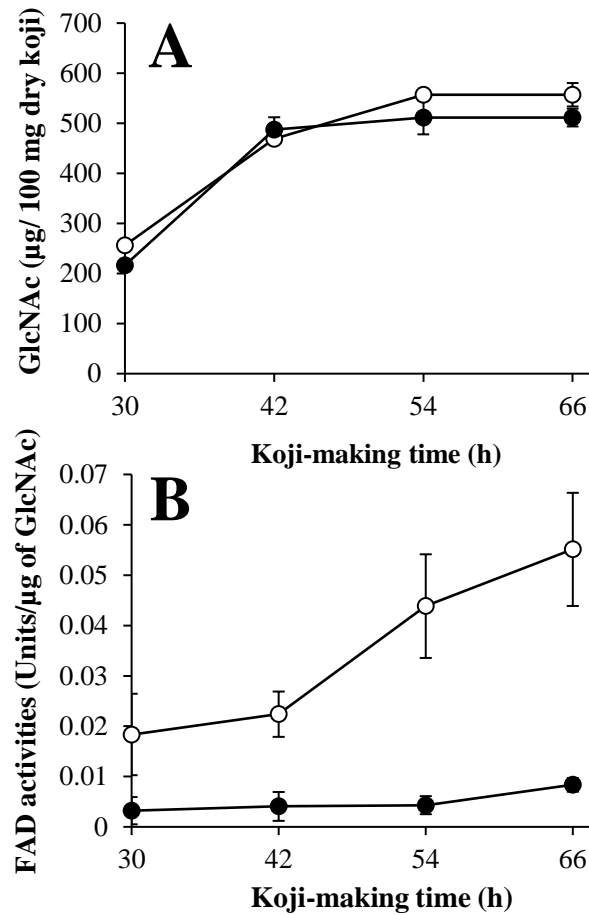 A
GlcNAc (µg/ 100 mg dry koji)
700
600
500
400
300
200
100
0
30 42 54 66
Koji-making time (h)
B
FAD activities (Units/µg of GlcNAc)
0.07
0.06
0.05
0.04
0.03
0.02
0.01
0
30 42 54 66
Koji-making time (h)